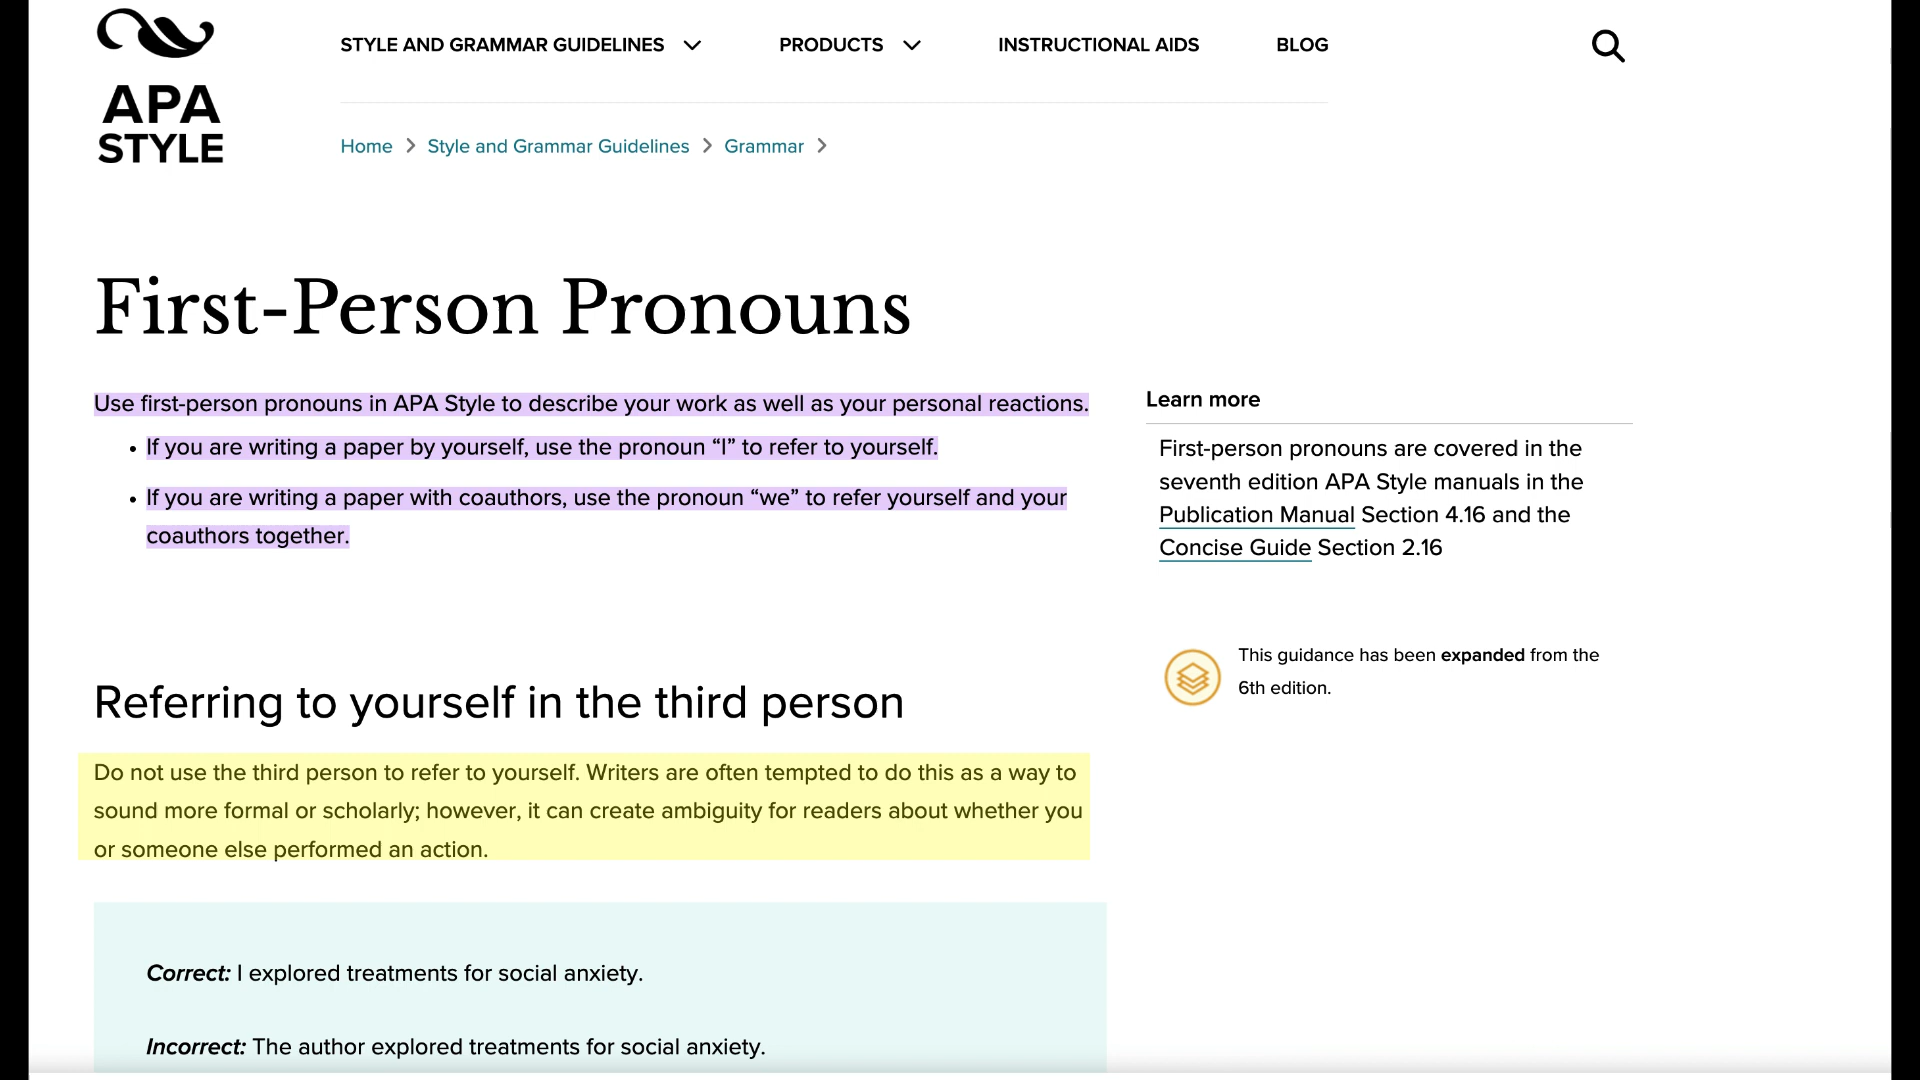 STYLE AND GRAMMAR GUIDELINES PRODUCTS INSTRUCTIONAL AIDS BLOG
APA
STYLE
Home > Style and Grammar Guidelines > Grammar >
First-Person Pronouns
Use first-person pronouns in APA Style to describe your work as well as your personal reactions.
• If you are writing a paper by yourself, use the pronoun “I” to refer to yourself.
• If you are writing a paper with coauthors, use the pronoun “we” to refer yourself and your
coauthors together.
Learn more
First-person pronouns are covered in the
seventh edition APA Style manuals in the
Publication Manual Section 4.16 and the
Concise Guide Section 2.16
This guidance has been expanded from the
6th edition.
Referring to yourself in the third person
Do not use the third person to refer to yourself. Writers are often tempted to do this as a way to
sound more formal or scholarly; however, it can create ambiguity for readers about whether you
or someone else performed an action.
Correct: I explored treatments for social anxiety.
Incorrect: The author explored treatments for social anxiety.